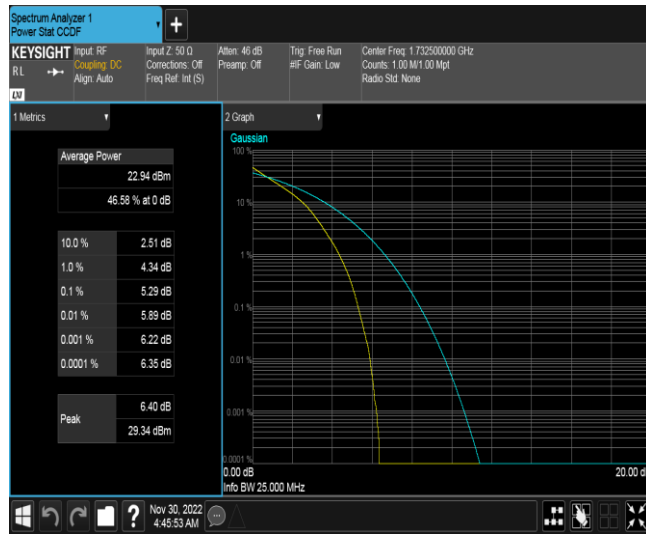 Spectrum Analyzer 1
Power Stat CCDF
+
KEYSIGHT
RL
LXI
Input: RF
Coupling: DC
Align: Auto
Input Z: 50 Ω
Corrections: Off
Freq Ref: Int (S)
Atten: 46 dB
Preamp: Off
Trig: Free Run
#IF Gain: Low
Center Freq: 1.732500000 GHz
Counts: 1.00 M/1.00 Mpt
Radio Std: None
1 Metrics
Average Power
22.94 dBm
46.58 % at 0 dB
10.0 % 2.51 dB
1.0 % 4.34 dB
0.1 % 5.29 dB
0.01 % 5.89 dB
0.001 % 6.22 dB
0.0001 % 6.35 dB
Peak
6.40 dB
29.34 dBm
2 Graph
Gaussian
100 %
10 %
1 %
0.1 %
0.01 %
0.001 %
0.0001 %
0.00 dB
20.00 d
Info BW 25.000 MHz
?
Nov 30, 2022
4:45:53 AM